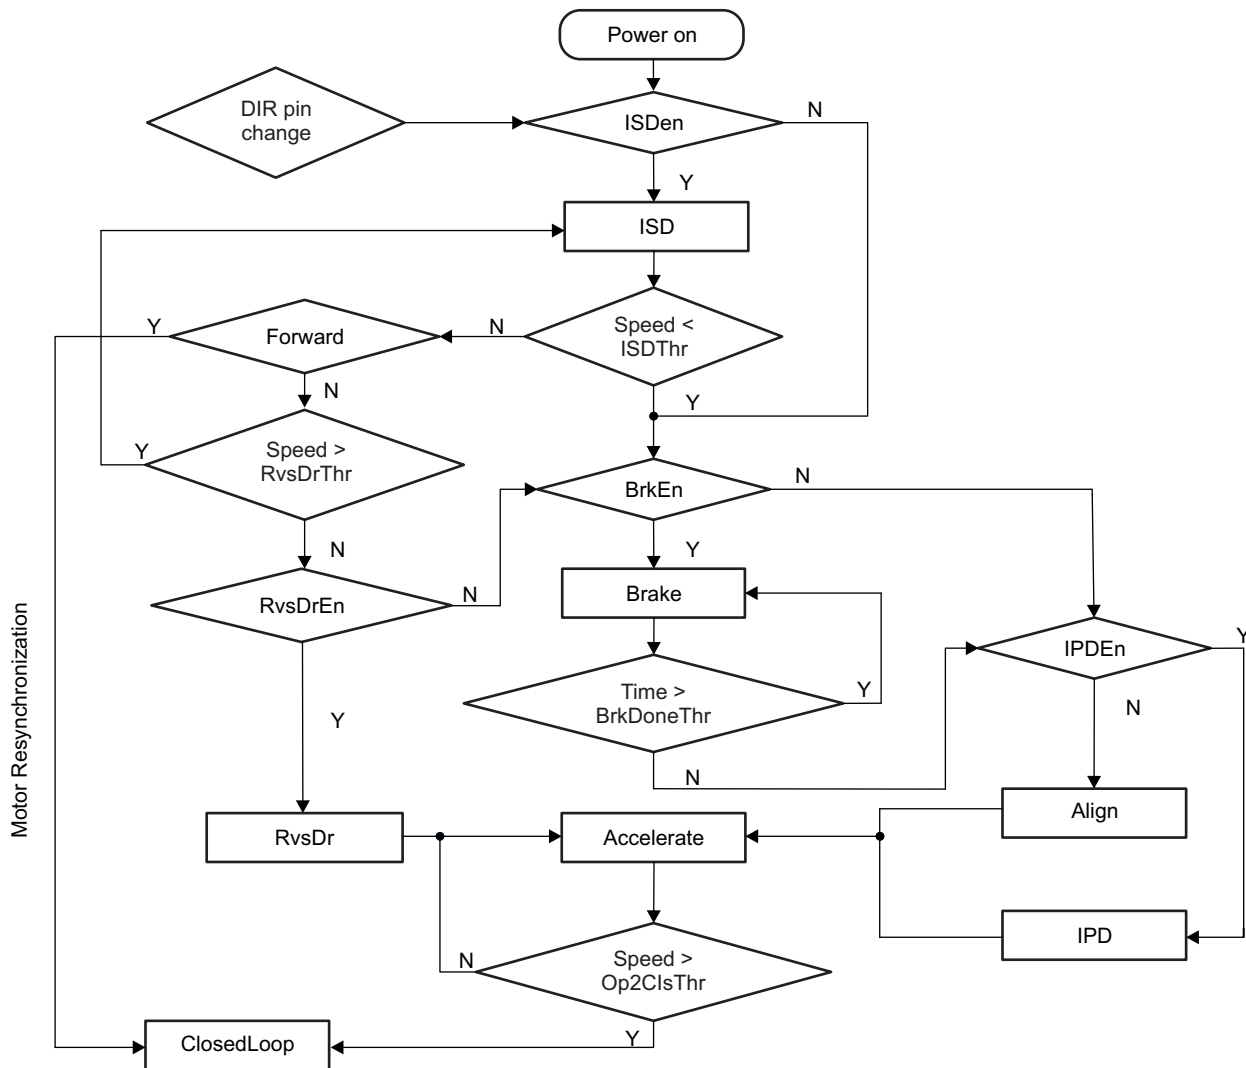 Power on
DIR pin
change
ISDen
N
Y
ISD
Speed <
ISDThr
N
Forward
Y
N
Y
Speed >
RvsDrThr
Y
N
BrkEn
N
Y
RvsDrEn
N
Brake
IPDEn
Y
Time >
BrkDoneThr
Y
N
N
Y
Motor Resynchronization
RvsDr
Accelerate
Align
IPD
Speed >
Op2ClsThr
N
Y
ClosedLoop